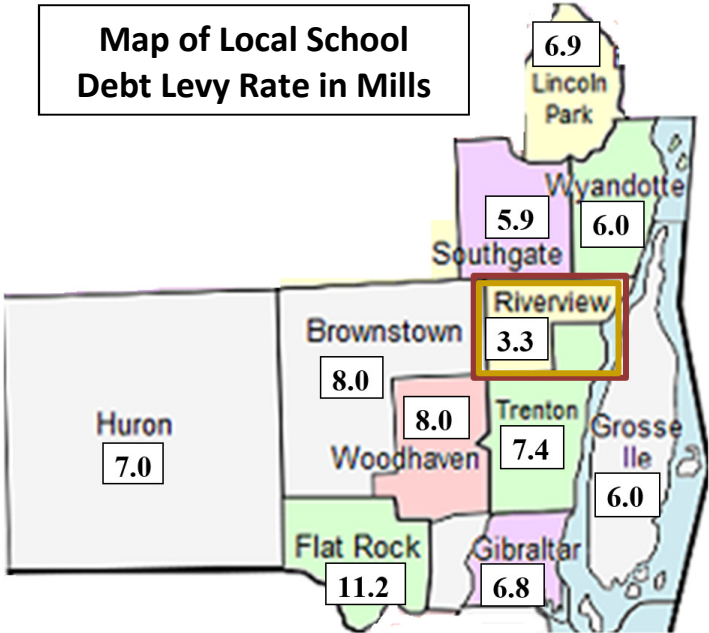 Map of Local School
Debt Levy Rate in Mills
6.9
Lincoln
Park
Wyandotte
6.0
5.9
Southgate
Riverview
3.3
Brownstown
8.0
8.0
Woodhaven
Trenton
7.4
Grosse
Ile
6.0
Huron
7.0
Flat Rock
11.2
Gibraltar
6.8